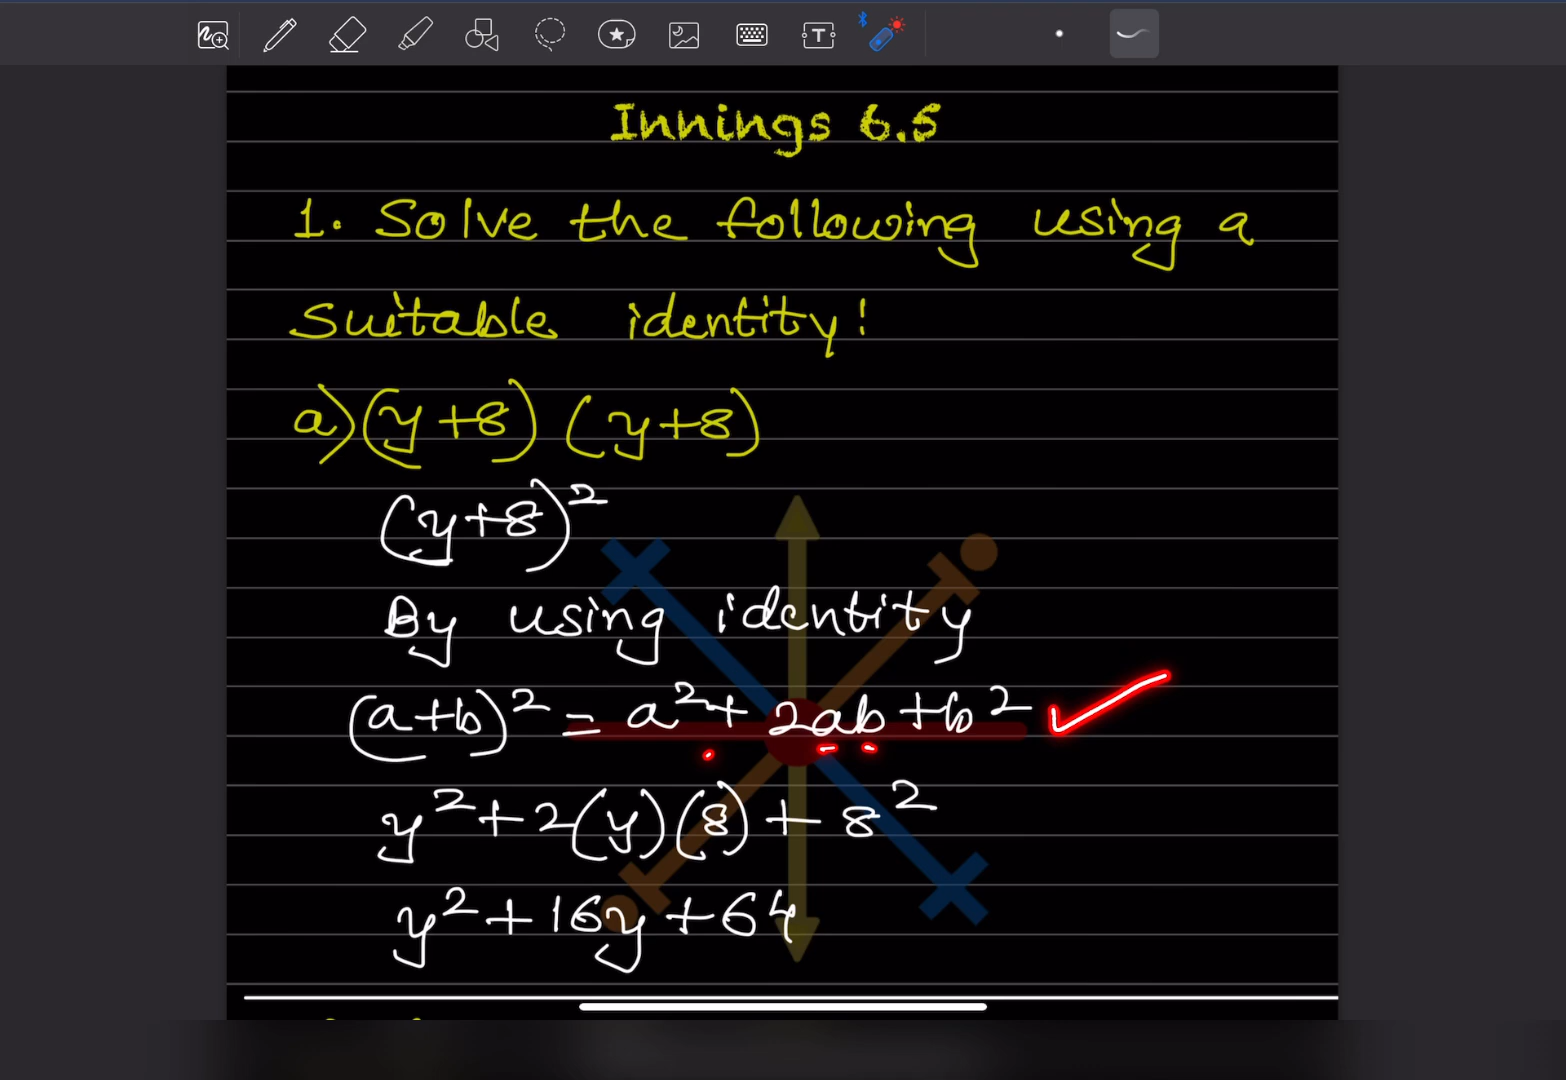 Innings 6.5
1. Solve the following using a
suitable identity!
a) (y+8) (y+8)
(y+8)²
By using identity
(a+b)² = a² + 2ab + b²
y² + 2(y)(8) + 8²
y² + 16y + 64